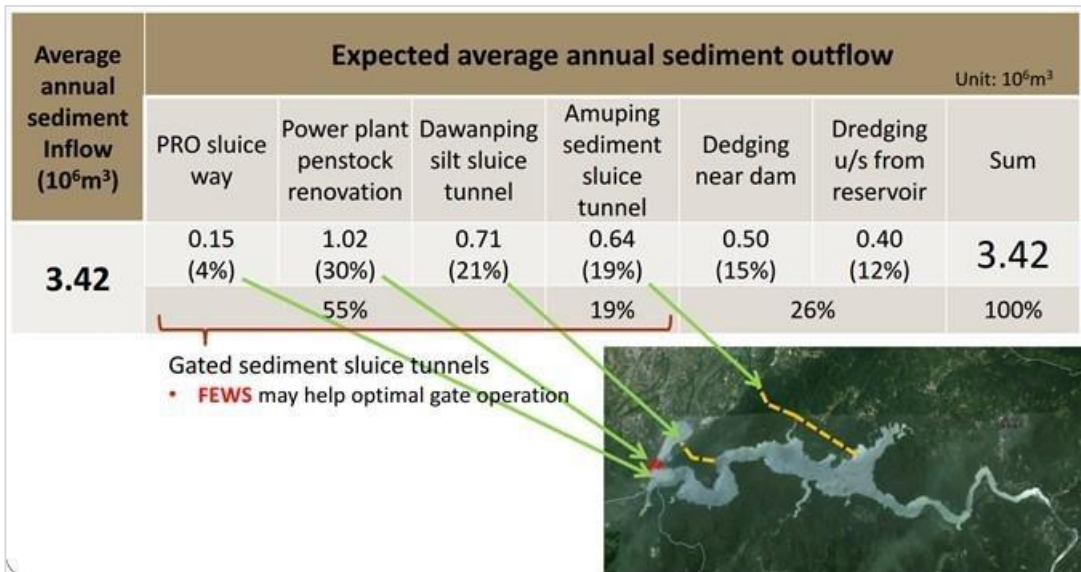 Average
annual
sediment
Inflow
(10⁶m³)
Expected average annual sediment outflow
Unit: 10⁶m³
PRO sluice
way
Power plant
penstock
renovation
Dawanping
silt sluice
tunnel
Amuping
sediment
sluice
tunnel
Dedging
near dam
Dredging
u/s from
reservoir
Sum
3.42
0.15
(4%)
1.02
(30%)
0.71
(21%)
0.64
(19%)
0.50
(15%)
0.40
(12%)
3.42
55%
19%
26%
100%
Gated sediment sluice tunnels
• FEWS may help optimal gate operation